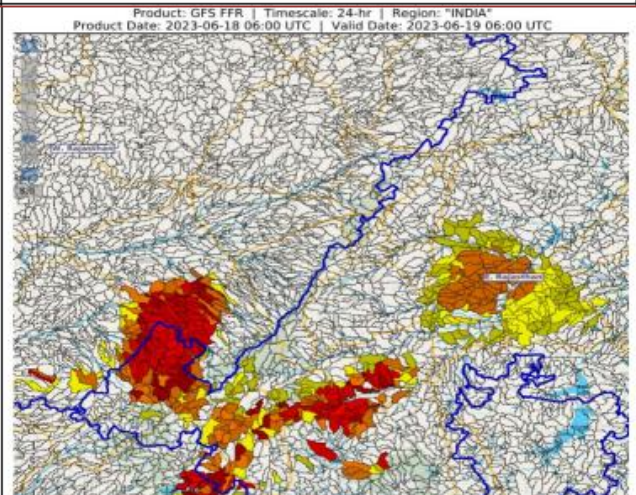 Product: GFS FFR | Timescale: 24-hr | Region: "INDIA"
Product Date: 2023-06-18 06:00 UTC | Valid Date: 2023-06-19 06:00 UTC
W. Rajasthan
E. Rajasthan